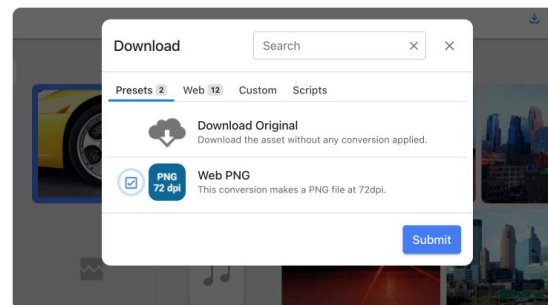 Download
Search
Presets 2 Web 12 Custom Scripts
Download Original
Download the asset without any conversion applied.
PNG
72 dpi
Web PNG
This conversion makes a PNG file at 72dpi.
Submit